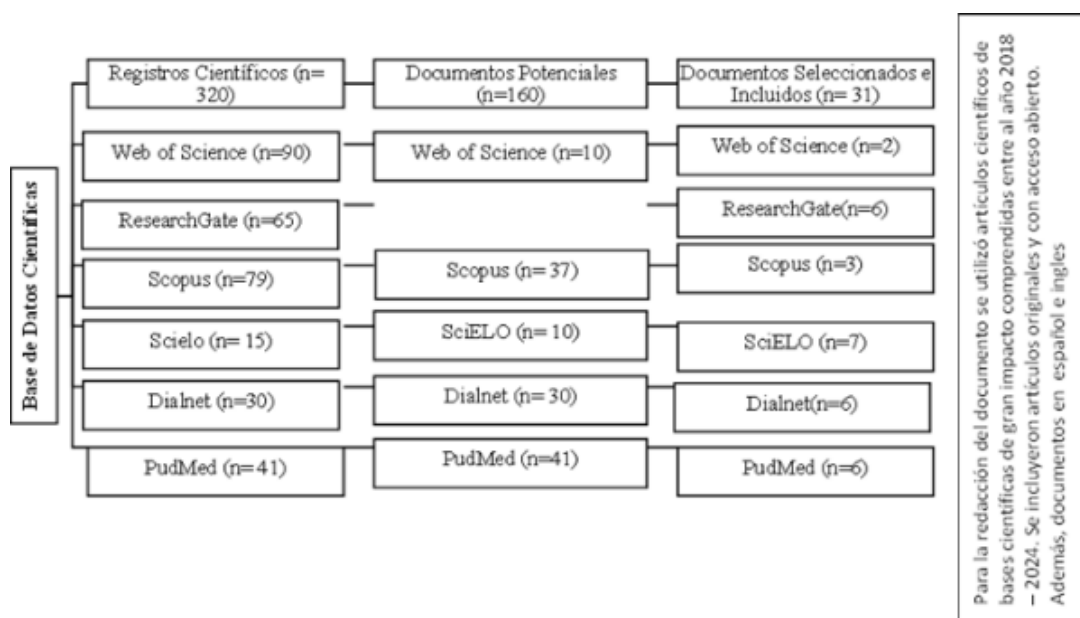 Base de Datos Científicas
Registros Científicos (n=
320)
Documentos Potenciales
(n=160)
Documentos Seleccionados e
Incluidos (n= 31)
Web of Science (n=90)
Web of Science (n=10)
Web of Science (n=2)
ResearchGate (n=65)
ResearchGate(n=6)
Scopus (n=79)
Scopus (n= 37)
Scopus (n=3)
Scielo (n= 15)
SciELO (n= 10)
SciELO (n=7)
Dialnet (n=30)
Dialnet (n= 30)
Dialnet(n=6)
PudMed (n= 41)
PudMed (n=41)
PudMed (n=6)
Para la redacción del documento se utilizó artículos científicos de
bases científicas de gran impacto comprendidas entre al año 2018
– 2024. Se incluyeron artículos originales y con acceso abierto.
Además, documentos en español e ingles